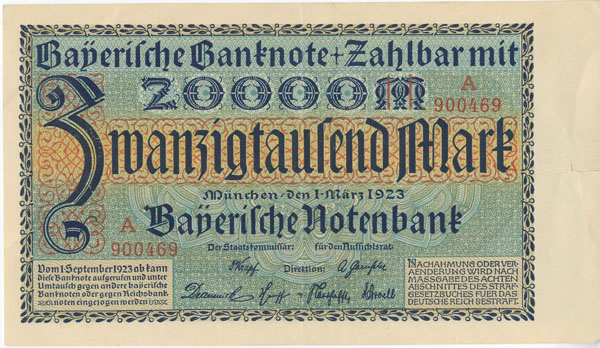 Bayerische Banknote + Zahlbar mit
20000 M
A
900469
Zwanzigtausend Mark
München · den 1 · März 1923
A
900469
Bayerische Notenbank
Der Staatskommissär: für den Aufsichtsrat:
Direktion:
Vom 1·September 1923 ab kann
diese Banknote aufgerufen und unter
Umtausch gegen andere bayerische
Banknoten oder gegen Reichsbank-
noten eingezogen werden
NACHAHMUNG ODER VER-
AENDERUNG WIRD NACH
MASSGABE DES ACHTEN
ABSCHNITTES DES STRAF-
GESETZBUCHES FUER DAS
DEUTSCHE REICH BESTRAFT.